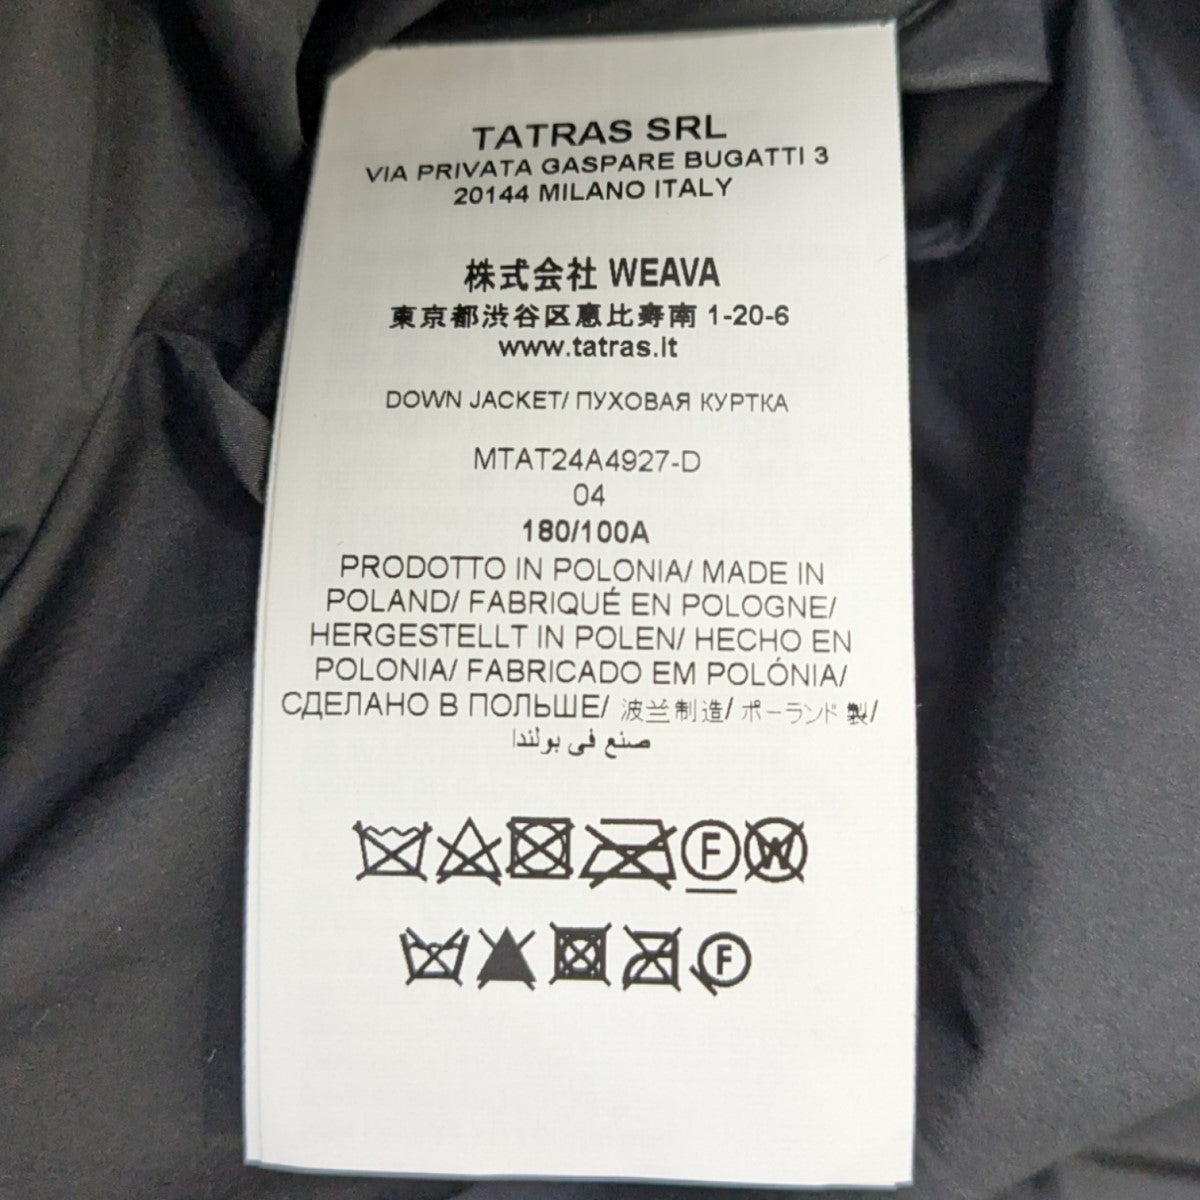 TATRAS SRL
VIA PRIVATA GASPARE BUGATTI 3
20144 MILANO ITALY
株式会社 WEAVA
東京都渋谷区恵比寿南 1-20-6
www.tatras.it
DOWN JACKET/ ПУХОВАЯ КУРТКА
MTAT24A4927-D
04
180/100A
PRODOTTO IN POLONIA/ MADE IN
POLAND/ FABRIQUÉ EN POLOGNE/
HERGESTELLT IN POLEN/ HECHO EN
POLONIA/ FABRICADO EM POLÓNIA/
СДЕЛАНО В ПОЛЬШЕ/ 波兰制造/ ポーランド 製/
صنع في بولندا
F W
F